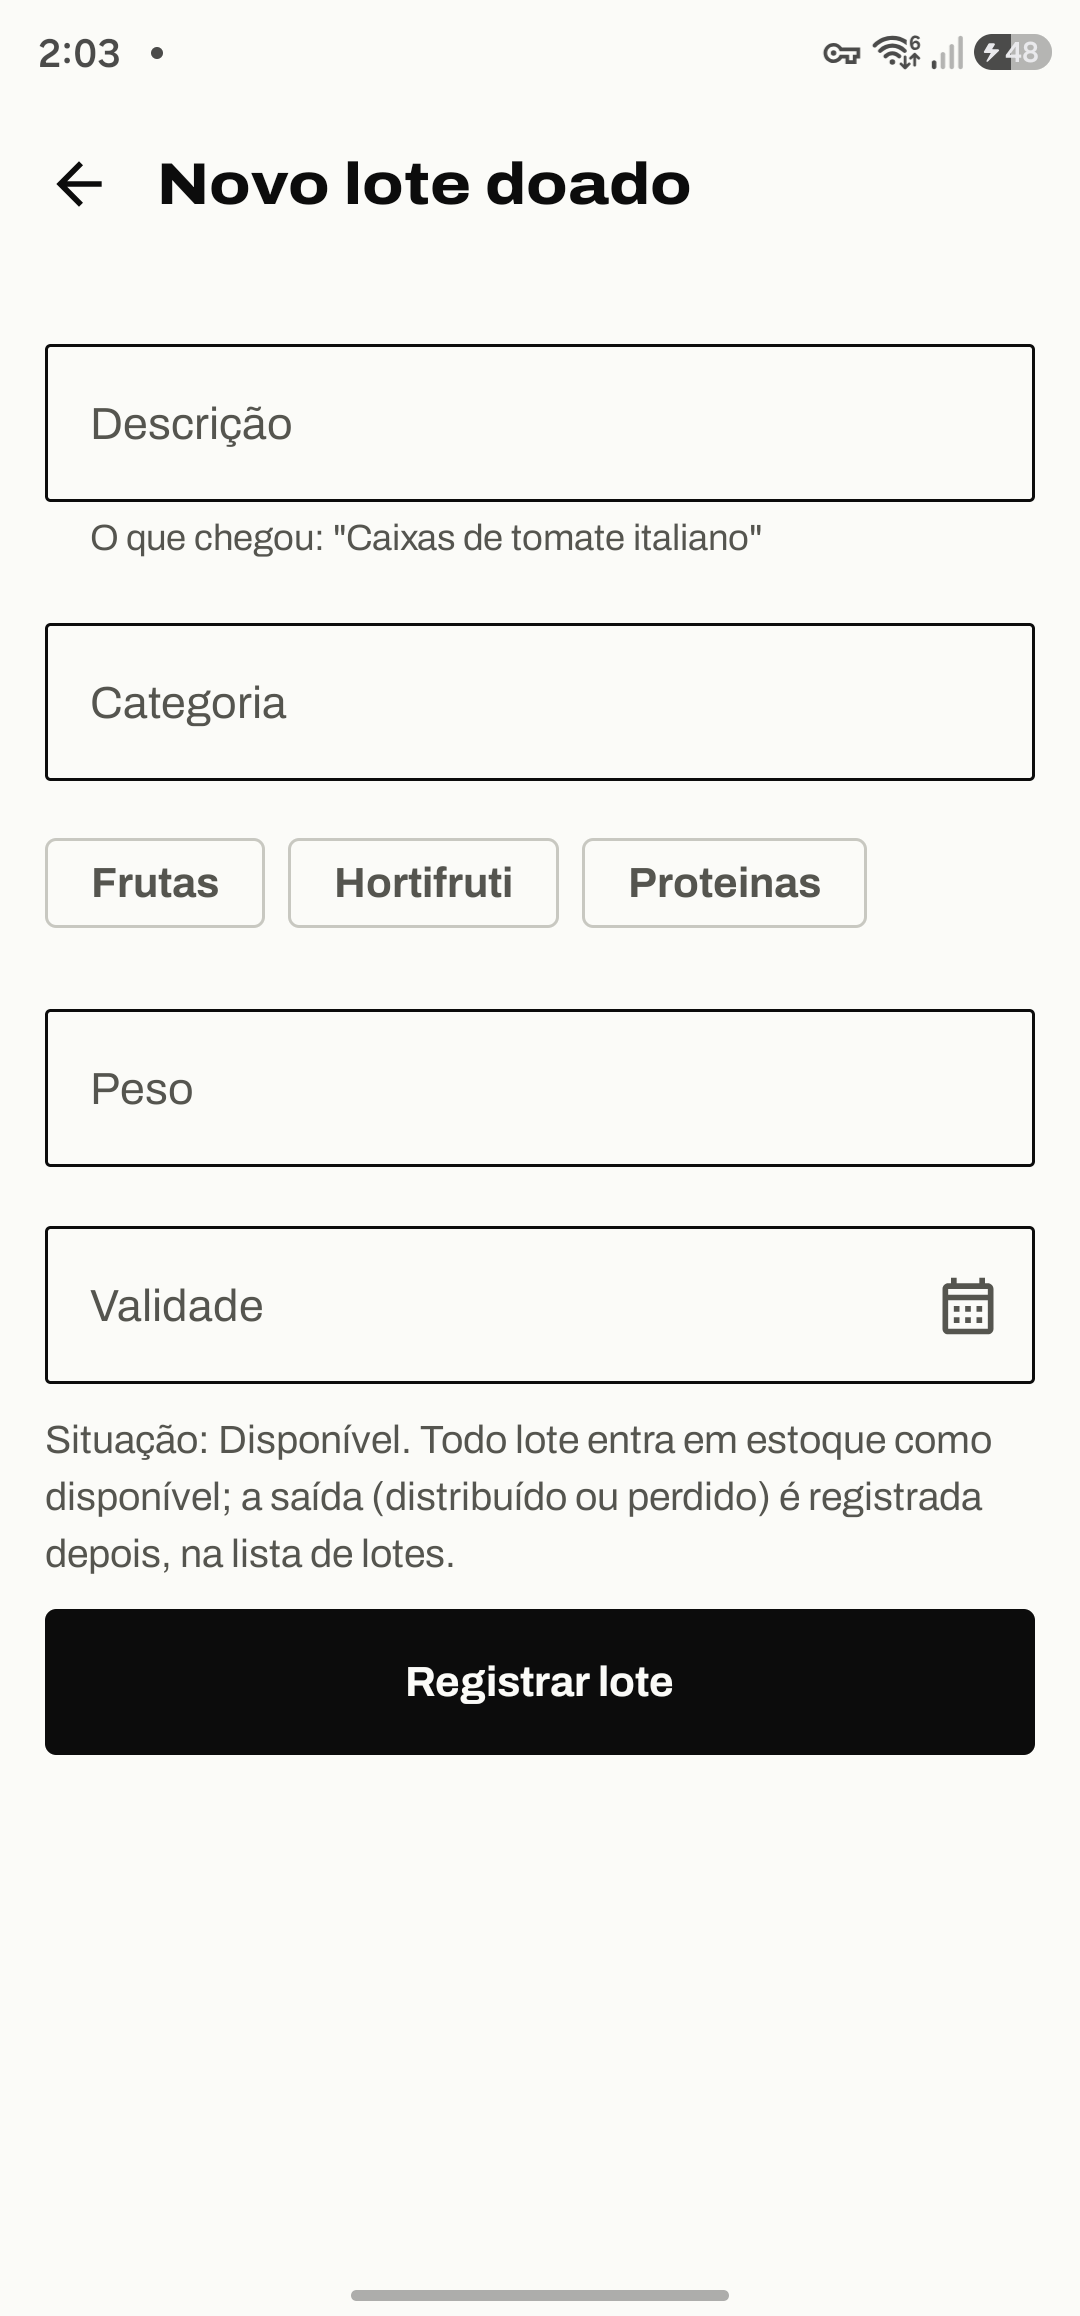 2:03
6
48
Novo lote doado
Descrição
O que chegou: "Caixas de tomate italiano"
Categoria
Frutas
Hortifruti
Proteinas
Peso
Validade
Situação: Disponível. Todo lote entra em estoque como
disponível; a saída (distribuído ou perdido) é registrada
depois, na lista de lotes.
Registrar lote